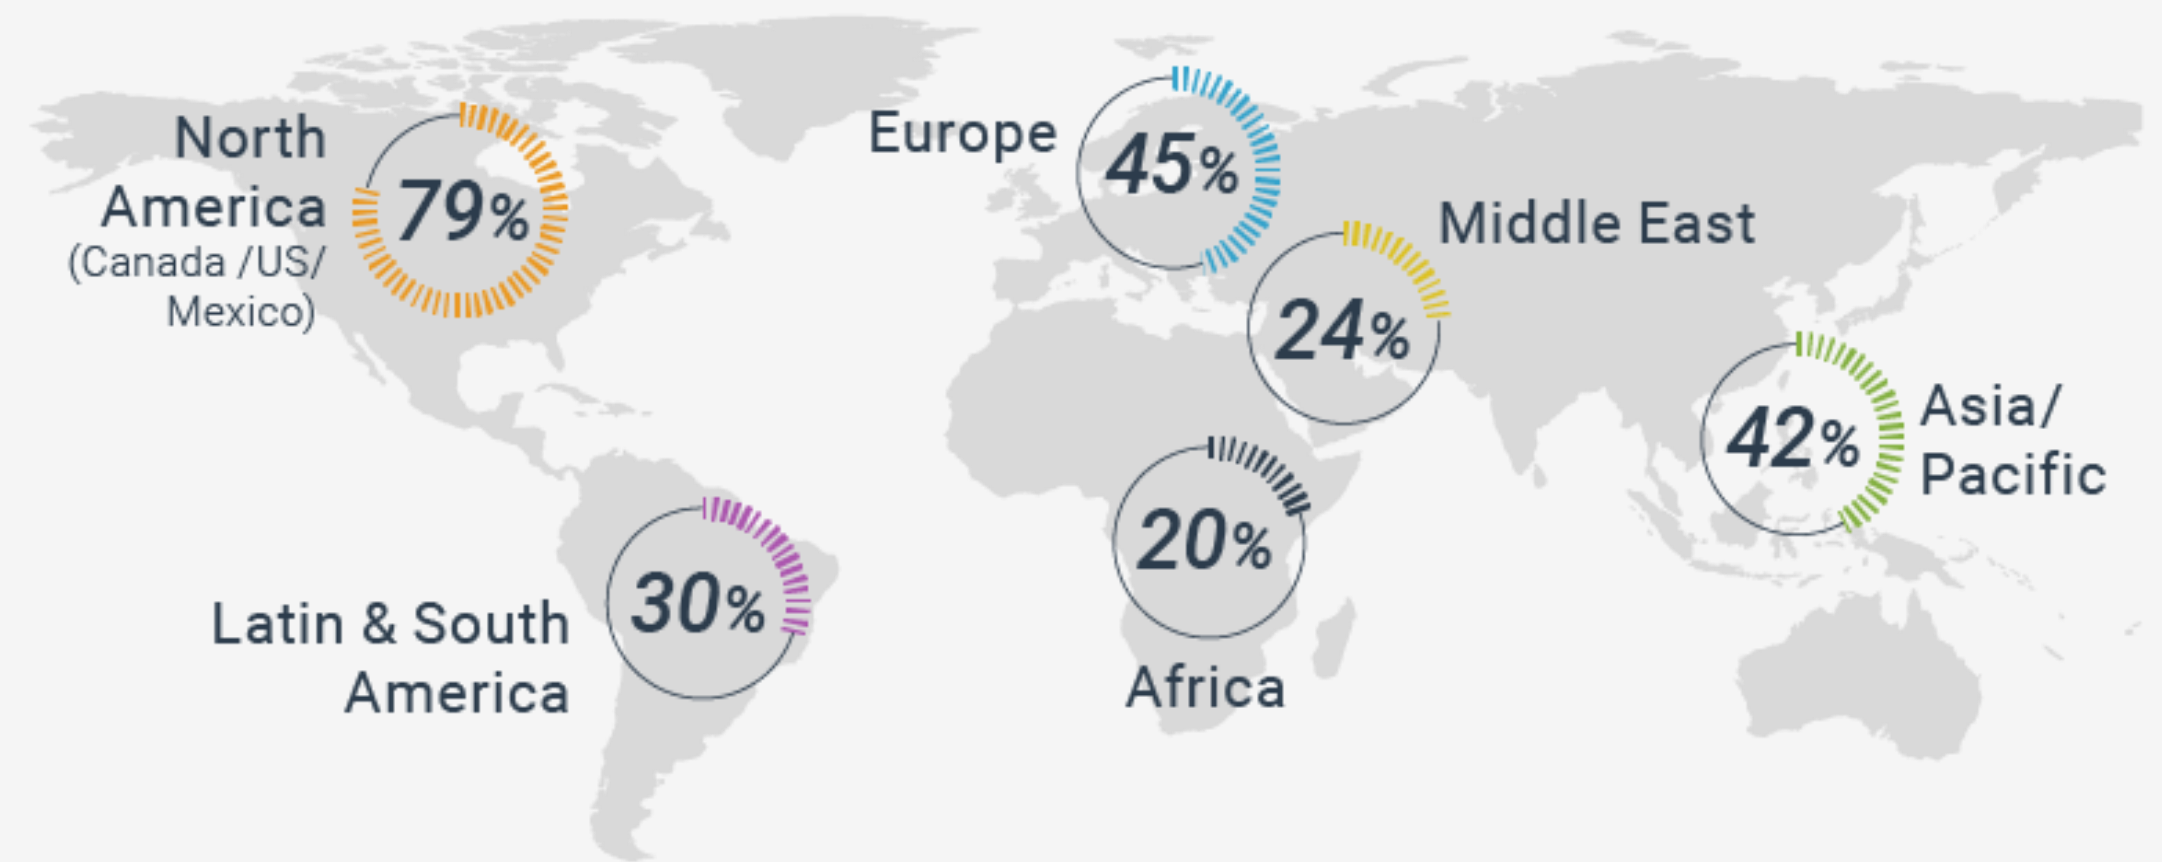 North
America
(Canada /US/
Mexico)
79%
Europe
45%
Middle East
24%
Asia/
Pacific
42%
Latin & South
America
30%
20%
Africa